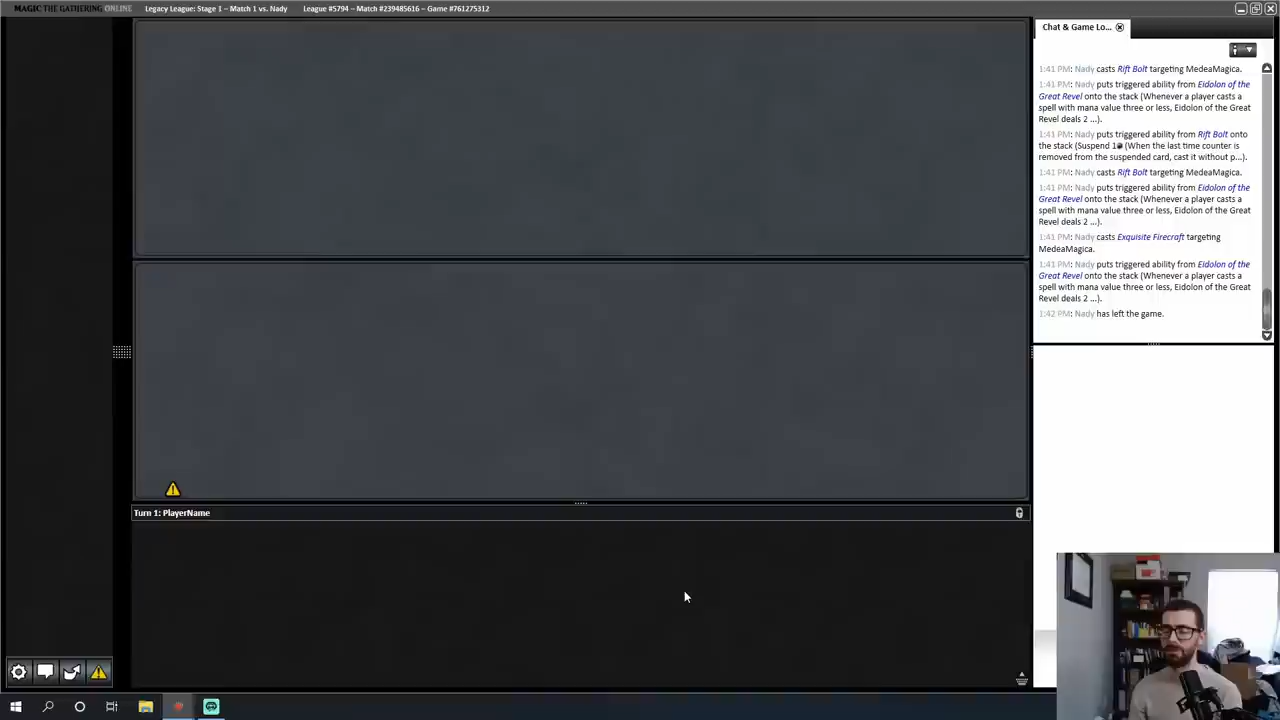 MAGIC THE GATHERING ONLINE Legacy League: Stage 1 – Match 1 vs. Nady League #5794 – Match #239485616 – Game #761275312
Chat & Game Lo...
1:41 PM: Nady casts Rift Bolt targeting MedeaMagica.
1:41 PM: Nady puts triggered ability from Eidolon of the
Great Revel onto the stack (Whenever a player casts a
spell with mana value three or less, Eidolon of the Great
Revel deals 2 ...).
1:41 PM: Nady puts triggered ability from Rift Bolt onto
the stack (Suspend 1 (When the last time counter is
removed from the suspended card, cast it without p...).
1:41 PM: Nady casts Rift Bolt targeting MedeaMagica.
1:41 PM: Nady puts triggered ability from Eidolon of the
Great Revel onto the stack (Whenever a player casts a
spell with mana value three or less, Eidolon of the Great
Revel deals 2 ...).
1:41 PM: Nady casts Exquisite Firecraft targeting
MedeaMagica.
1:41 PM: Nady puts triggered ability from Eidolon of the
Great Revel onto the stack (Whenever a player casts a
spell with mana value three or less, Eidolon of the Great
Revel deals 2 ...).
1:42 PM: Nady has left the game.
Turn 1: PlayerName